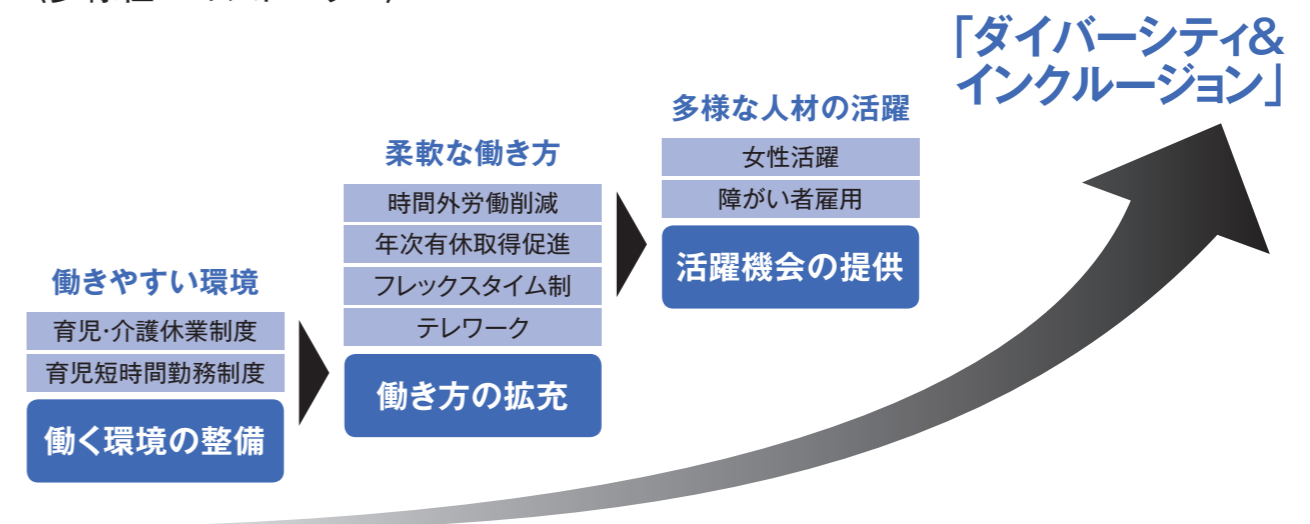 「ダイバーシティ&
インクルージョン」
多様な人材の活躍
女性活躍
障がい者雇用
活躍機会の提供
柔軟な働き方
時間外労働削減
年次有休取得促進
フレックスタイム制
テレワーク
働き方の拡充
働きやすい環境
育児・介護休業制度
育児短時間勤務制度
働く環境の整備